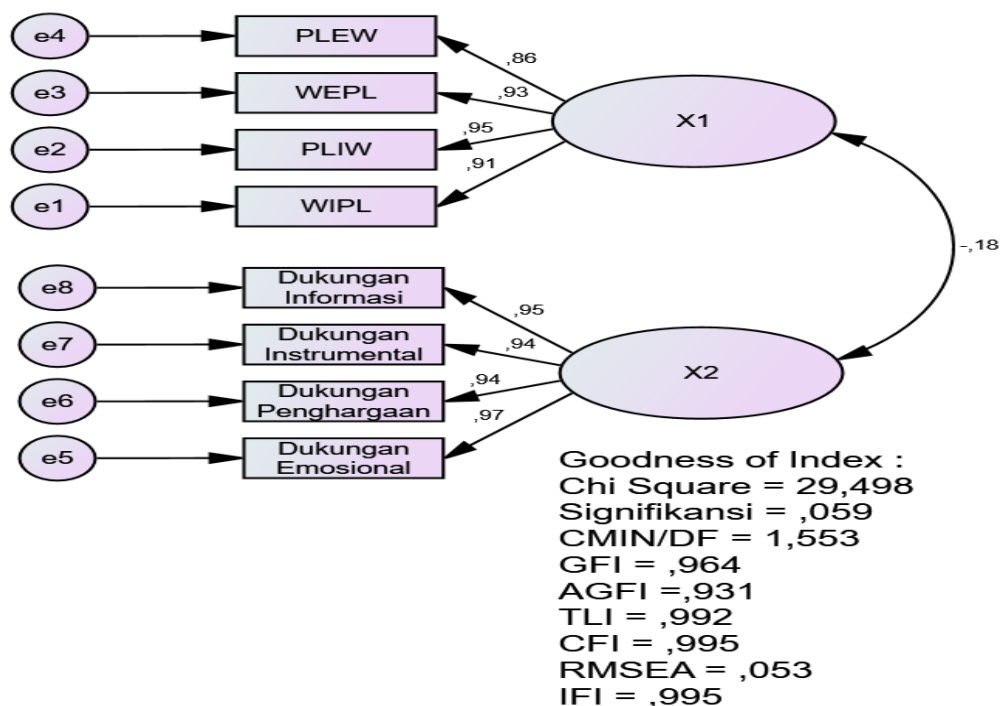 e4
PLEW
,86
e3
WEPL
,93
X1
e2
PLIW
,95
e1
WIPL
,91
-,18
e8
Dukungan
Informasi
,95
e7
Dukungan
Instrumental
,94
X2
e6
Dukungan
Penghargaan
,94
e5
Dukungan
Emosional
,97
Goodness of Index :
Chi Square = 29,498
Signifikansi = ,059
CMIN/DF = 1,553
GFI = ,964
AGFI =,931
TLI = ,992
CFI = ,995
RMSEA = ,053
IFI = ,995